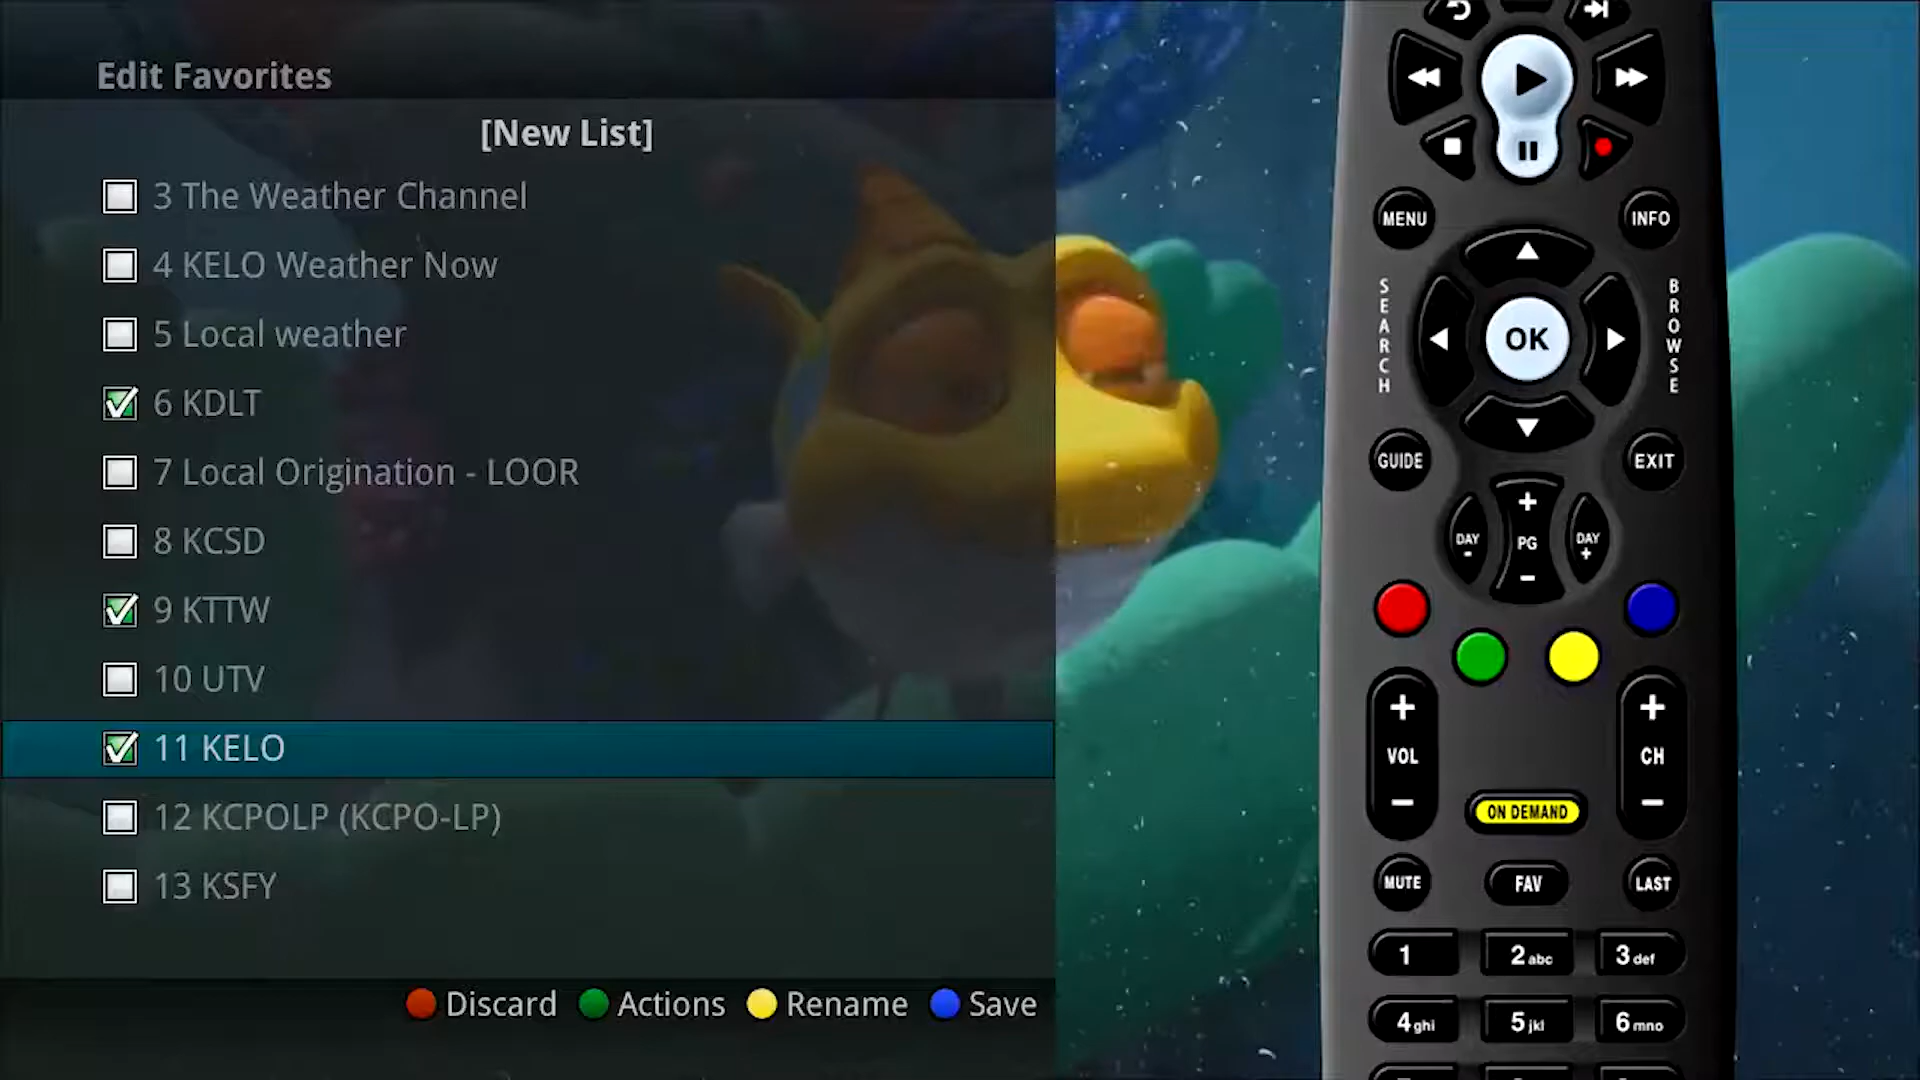 Edit Favorites
[New List]
3 The Weather Channel
4 KELO Weather Now
5 Local weather
6 KDLT
7 Local Origination - LOOR
8 KCSD
9 KTTW
10 UTV
11 KELO
12 KCPOLP (KCPO-LP)
13 KSFY
Discard Actions Rename Save
MENU INFO
SEARCH
BROWSE
OK
GUIDE EXIT
+
DAY - PG DAY +
-
+ +
VOL CH
- -
ON DEMAND
MUTE FAV LAST
1 2abc 3def
4ghi 5jkl 6mno